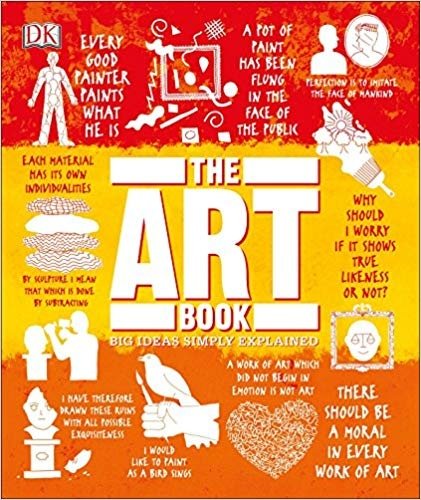 DK
EVERY
GOOD
PAINTER
PAINTS
WHAT
HE IS
A POT OF
PAINT
HAS BEEN
FLUNG
IN THE
FACE OF
THE PUBLIC
PERFECTION IS TO IMITATE
THE FACE OF MANKIND
EACH MATERIAL
HAS ITS OWN
INDIVIDUALITIES
THE
ART
BOOK
BIG IDEAS SIMPLY EXPLAINED
WHY
SHOULD
I WORRY
IF IT SHOWS
TRUE
LIKENESS
OR NOT?
BY SCULPTURE I MEAN
THAT WHICH IS DONE
BY SUBTRACTING
A WORK OF ART WHICH
DID NOT BEGIN IN
EMOTION IS NOT ART
I HAVE THEREFORE
DRAWN THESE RUINS
WITH ALL POSSIBLE
EXQUISITENESS
I WOULD
LIKE TO PAINT
AS A BIRD SINGS
THERE
SHOULD BE
A MORAL
IN EVERY
WORK OF ART